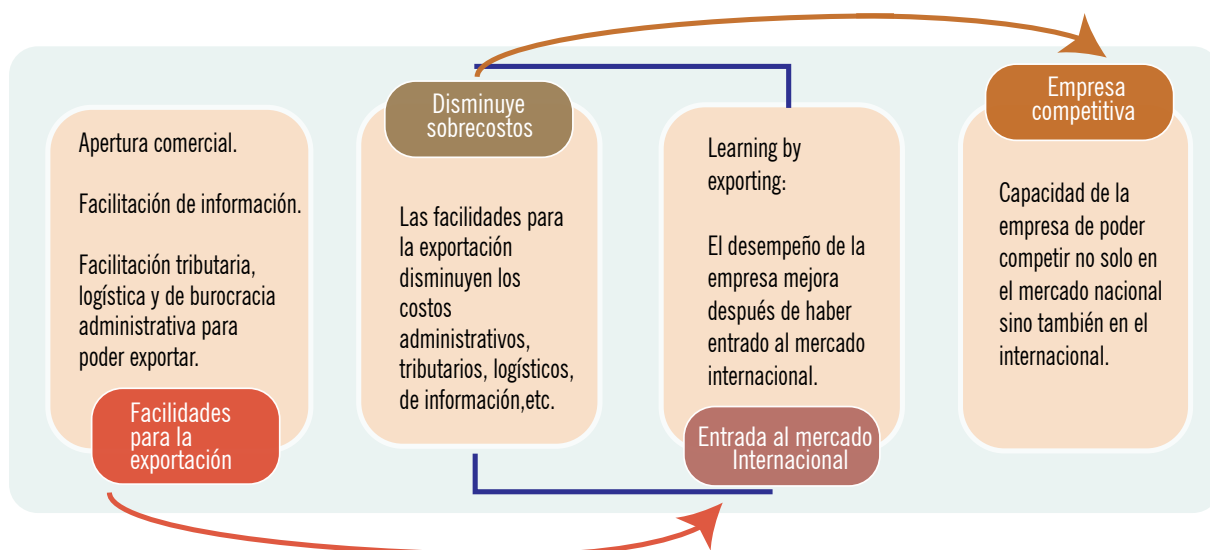 Apertura comercial.
Facilitación de información.
Facilitación tributaria,
logística y de burocracia
administrativa para
poder exportar.
Facilidades
para la
exportación
Disminuye
sobrecostos
Las facilidades para
la exportación
disminuyen los
costos
administrativos,
tributarios, logísticos,
de información,etc.
Learning by
exporting:
El desempeño de la
empresa mejora
después de haber
entrado al mercado
internacional.
Entrada al mercado
Internacional
Empresa
competitiva
Capacidad de la
empresa de poder
competir no solo en
el mercado nacional
sino también en el
internacional.